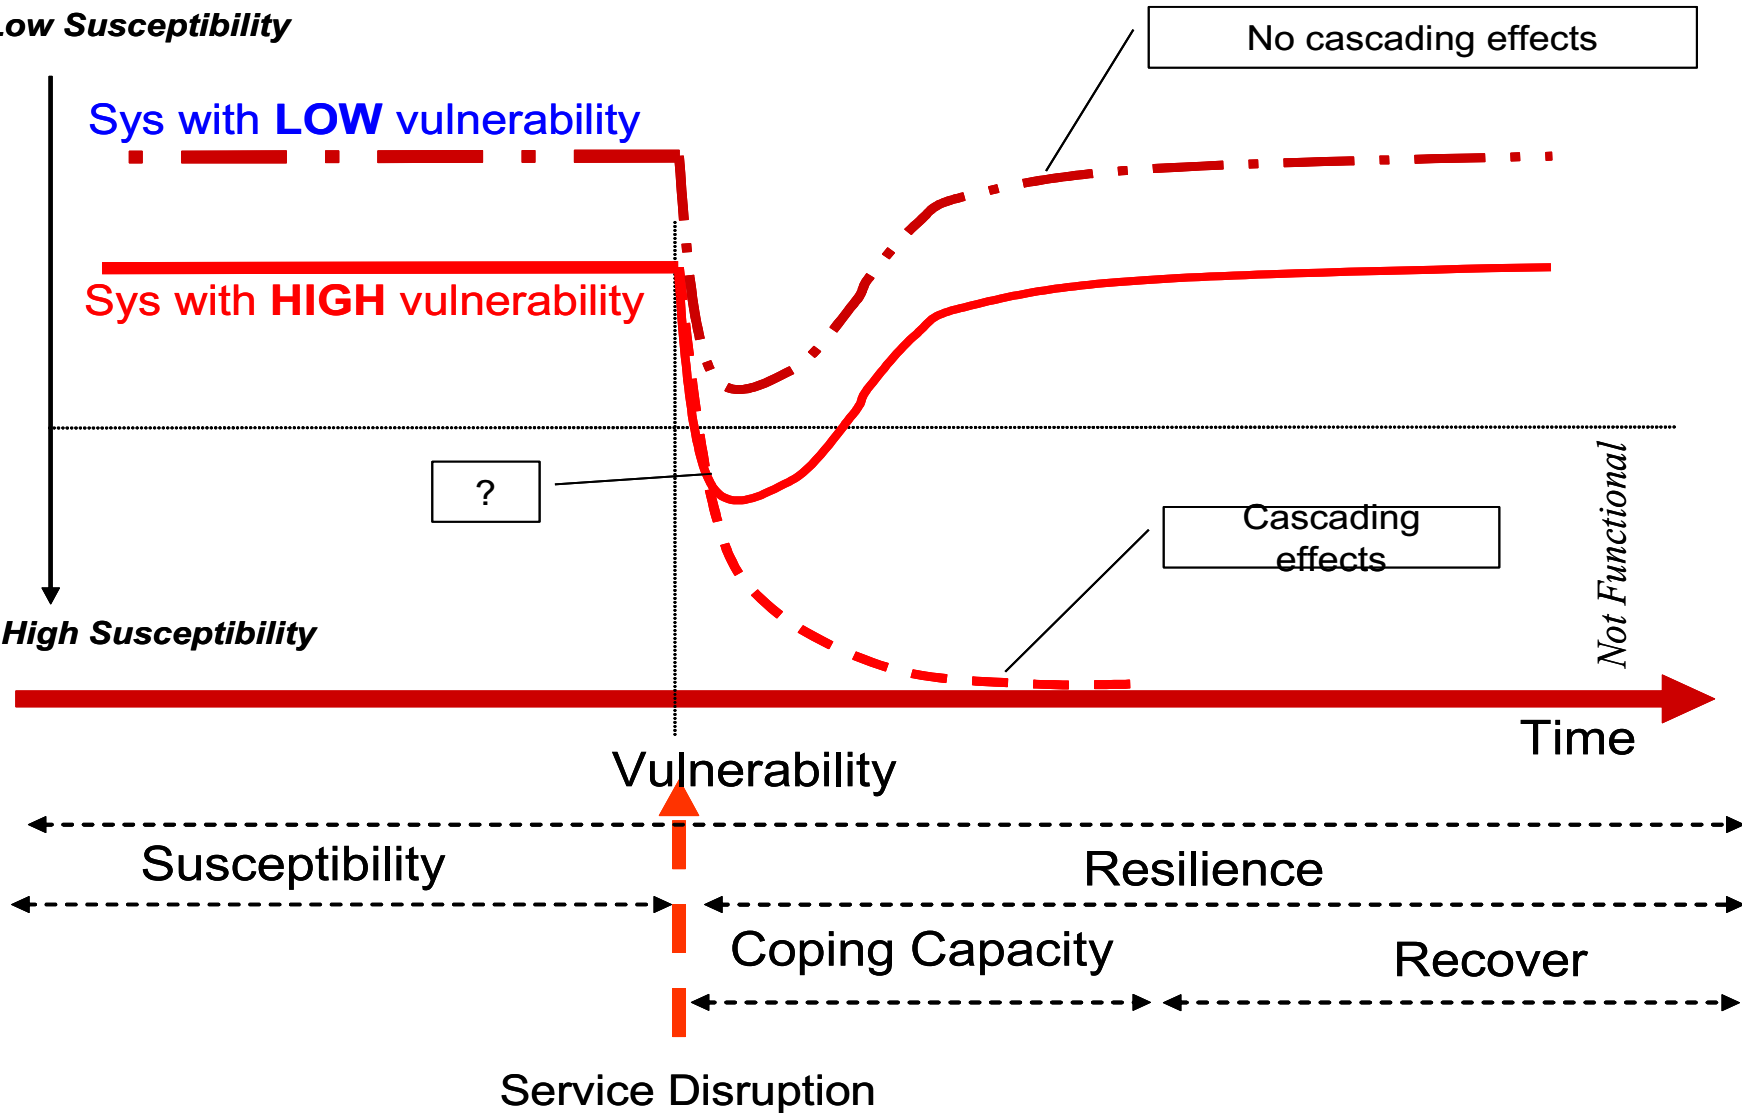 Low Susceptibility
No cascading effects
Sys with LOW vulnerability
Sys with HIGH vulnerability
?
Cascading
effects
Not Functional
High Susceptibility
Time
Vulnerability
Susceptibility
Resilience
Coping Capacity
Recover
Service Disruption